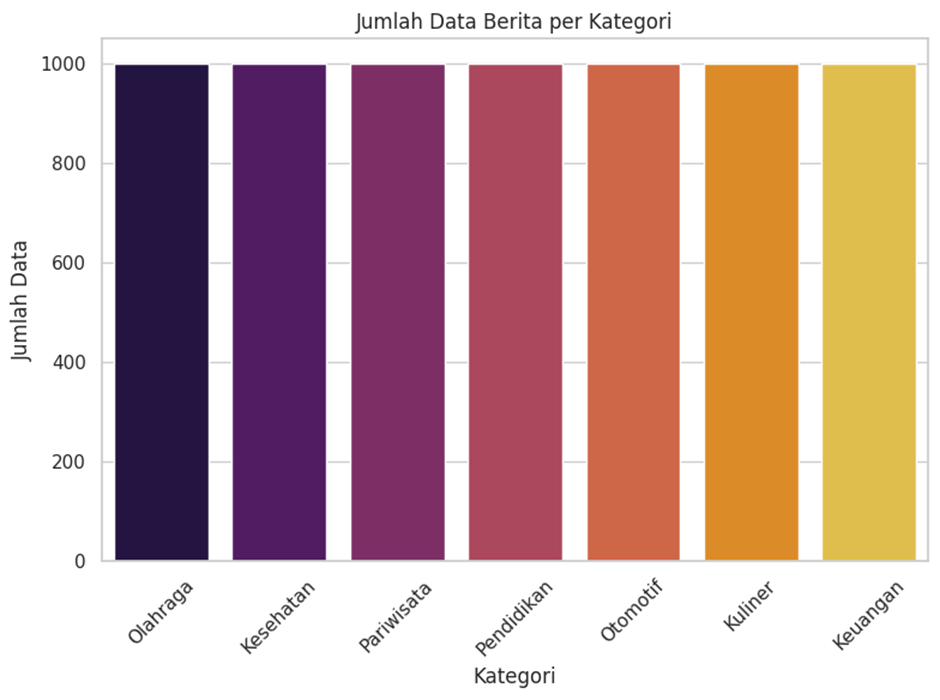 Jumlah Data Berita per Kategori
Jumlah Data
1000
800
600
400
200
0
Olahraga
Kesehatan
Pariwisata
Pendidikan
Otomotif
Kuliner
Keuangan
Kategori